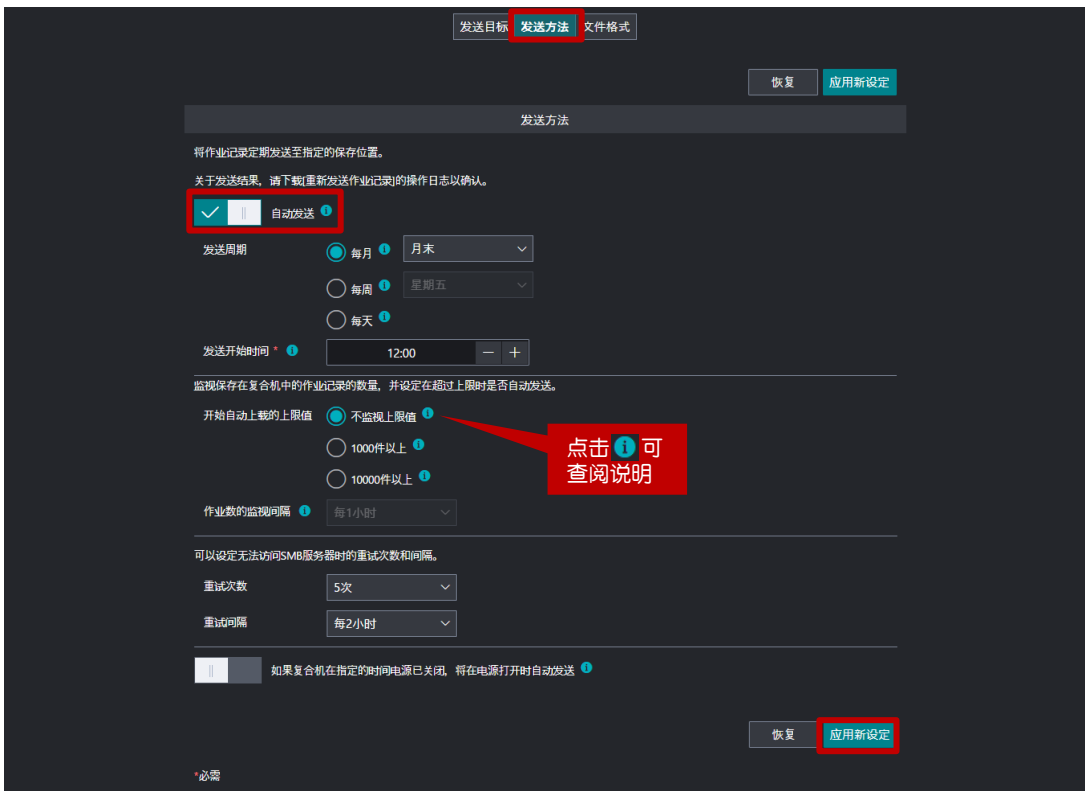 发送目标 发送方法 文件格式
恢复 应用新设定
发送方法
将作业记录定期发送至指定的保存位置。
关于发送结果，请下载[重新发送作业记录]的操作日志以确认。
自动发送
发送周期 每月 月末
每周 星期五
每天
发送开始时间 * 12:00
监视保存在复合机中的作业记录的数量，并设定在超过上限时是否自动发送。
开始自动上载的上限值 不监视上限值
1000件以上
点击 i 可
查阅说明
10000件以上
作业数的监视间隔 每1小时
可以设定无法访问SMB服务器时的重试次数和间隔。
重试次数 5次
重试间隔 每2小时
如果复合机在指定的时间电源已关闭，将在电源打开时自动发送
恢复 应用新设定
*必需